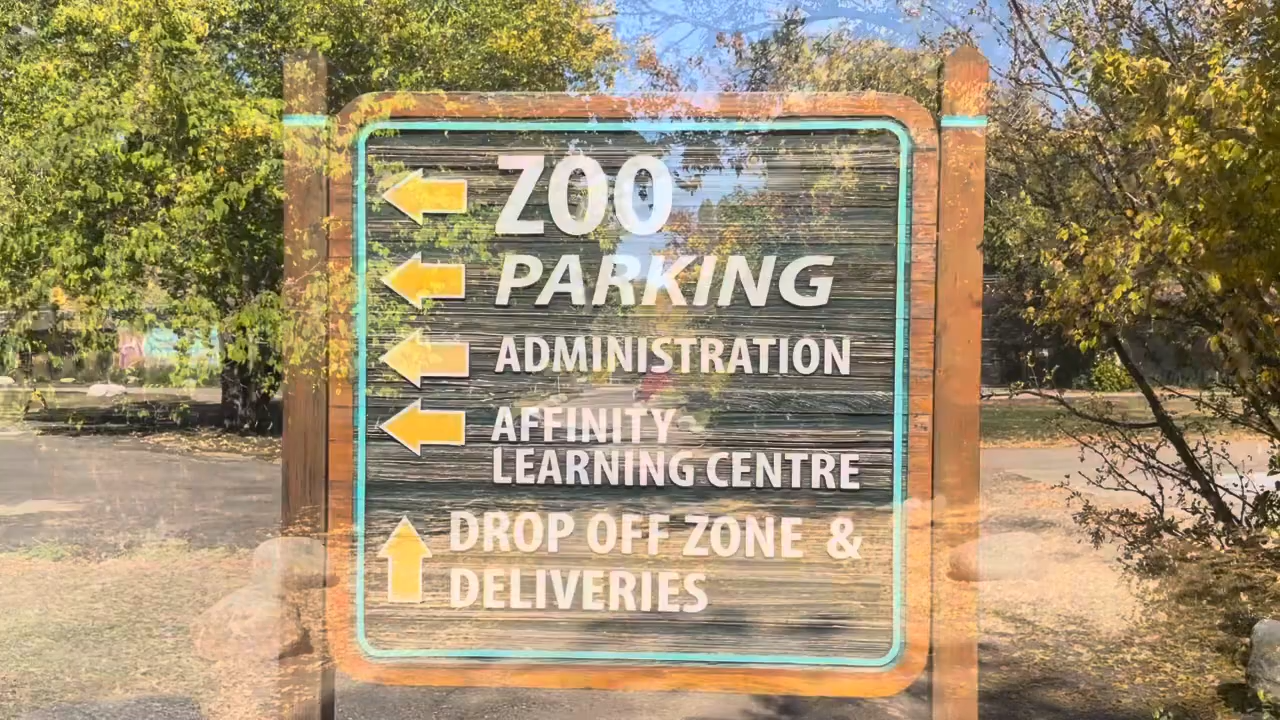 ZOO
PARKING
ADMINISTRATION
AFFINITY
LEARNING CENTRE
DROP OFF ZONE &
DELIVERIES